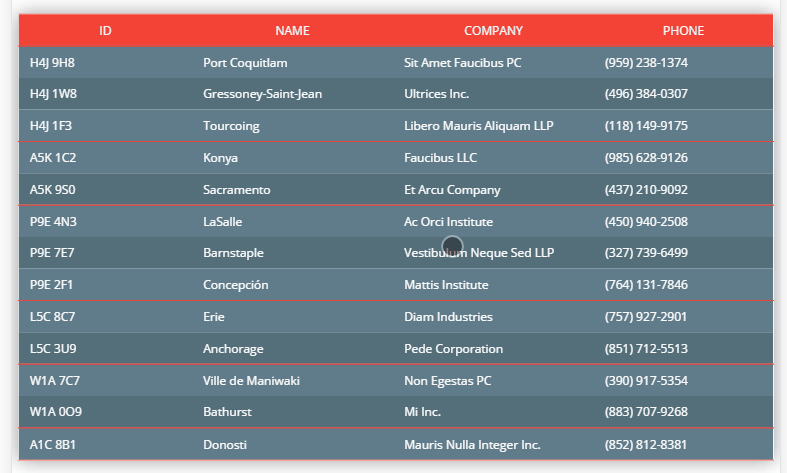 ID NAME COMPANY PHONE
H4J 9H8 Port Coquitlam Sit Amet Faucibus PC (959) 238-1374
H4J 1W8 Gressoney-Saint-Jean Ultrices Inc. (496) 384-0307
H4J 1F3 Tourcoing Libero Mauris Aliquam LLP (118) 149-9175
A5K 1C2 Konya Faucibus LLC (985) 628-9126
A5K 9S0 Sacramento Et Arcu Company (437) 210-9092
P9E 4N3 LaSalle Ac Orci Institute (450) 940-2508
P9E 7E7 Barnstaple Vestibulum Neque Sed LLP (327) 739-6499
P9E 2F1 Concepción Mattis Institute (764) 131-7846
L5C 8C7 Erie Diam Industries (757) 927-2901
L5C 3U9 Anchorage Pede Corporation (851) 712-5513
W1A 7C7 Ville de Maniwaki Non Egestas PC (390) 917-5354
W1A 0O9 Bathurst Mi Inc. (883) 707-9268
A1C 8B1 Donosti Mauris Nulla Integer Inc. (852) 812-8381